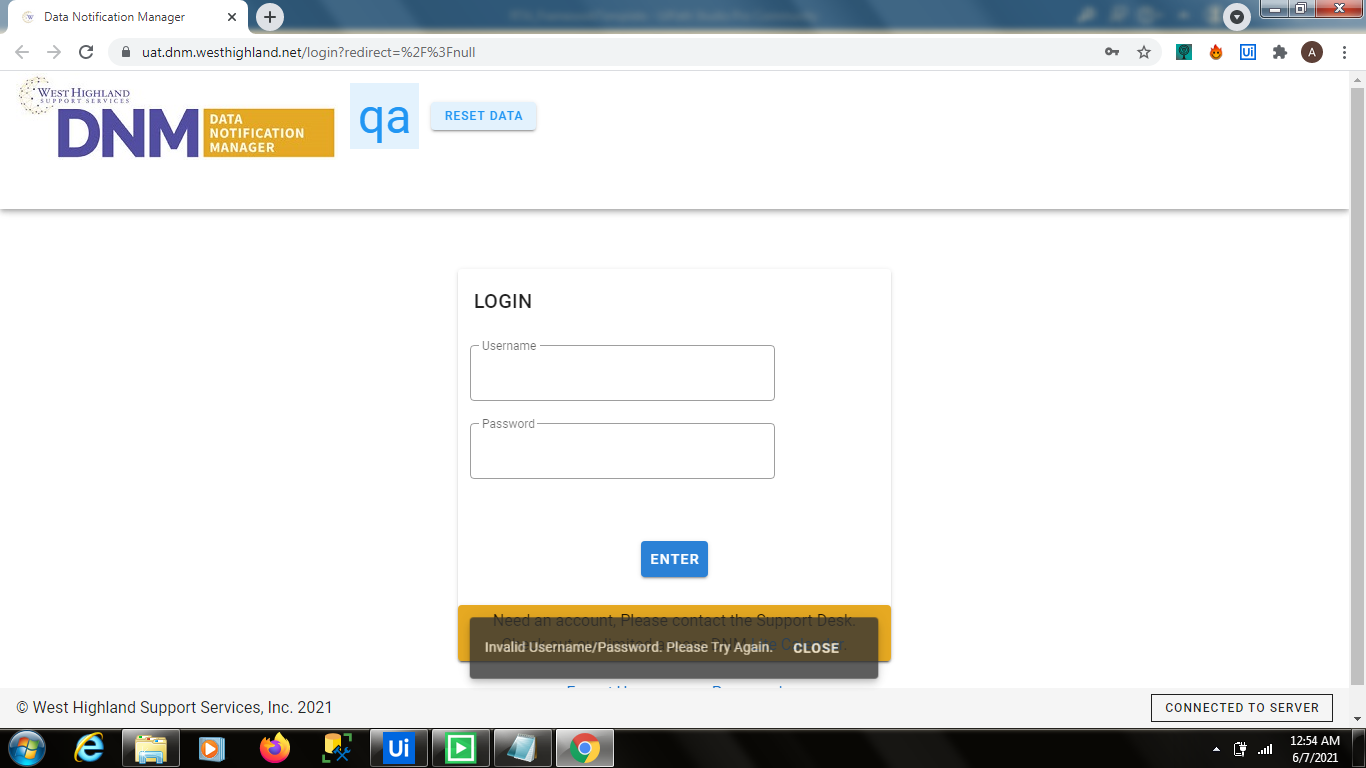 Data Notification Manager
uat.dnm.westhighland.net/login?redirect=%2F%3Fnull
A
WEST HIGHLAND
SUPPORT SERVICES
DNM
DATA
NOTIFICATION
MANAGER
qa
RESET DATA
LOGIN
Username
Password
ENTER
Need an account, Please contact the Support Desk.
Invalid Username/Password. Please Try Again. CLOSE
© West Highland Support Services, Inc. 2021
CONNECTED TO SERVER
Ui
Ui
12:54 AM
6/7/2021